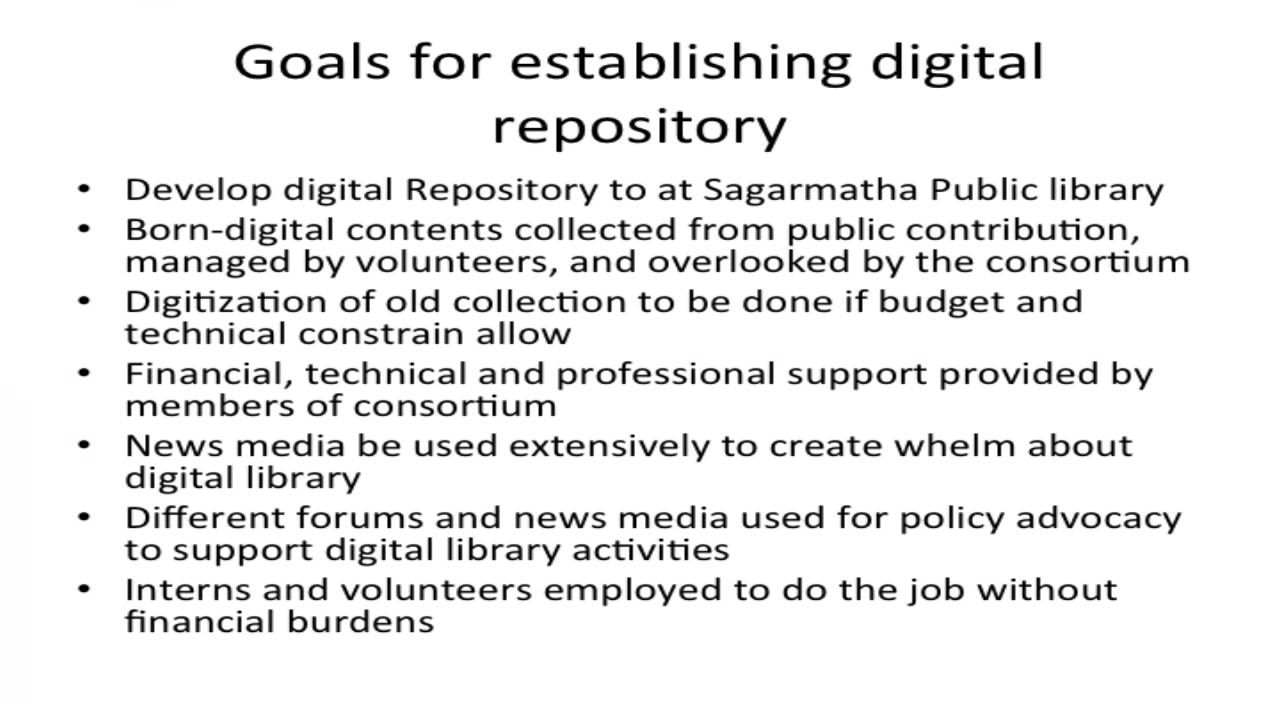 Goals for establishing digital
repository
• Develop digital Repository to at Sagarmatha Public library
• Born-digital contents collected from public contribution,
managed by volunteers, and overlooked by the consortium
• Digitization of old collection to be done if budget and
technical constrain allow
• Financial, technical and professional support provided by
members of consortium
• News media be used extensively to create whelm about
digital library
• Different forums and news media used for policy advocacy
to support digital library activities
• Interns and volunteers employed to do the job without
financial burdens